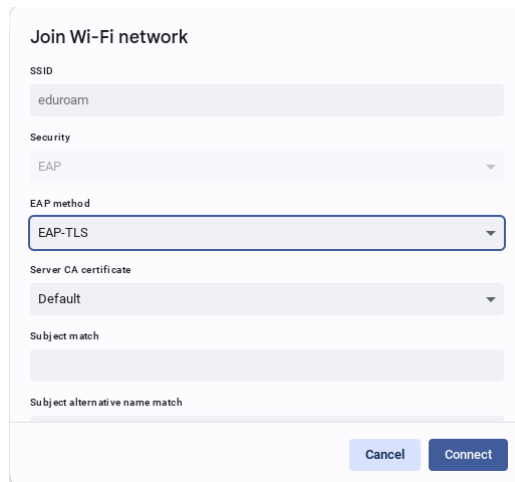 Join Wi-Fi network
SSID
eduroam
Security
EAP
EAP method
EAP-TLS
Server CA certificate
Default
Subject match
Subject alternative name match
Cancel
Connect